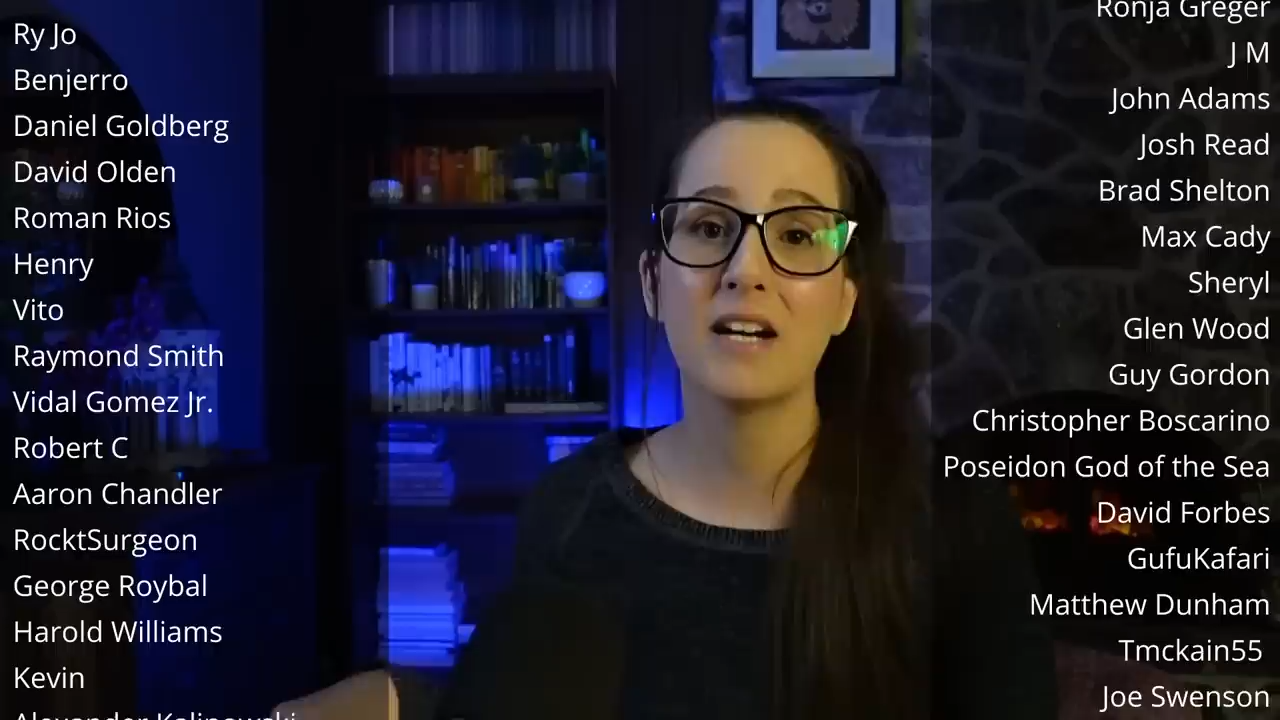 Ry Jo
Benjerro
Daniel Goldberg
David Olden
Roman Rios
Henry
Vito
Raymond Smith
Vidal Gomez Jr.
Robert C
Aaron Chandler
RocktSurgeon
George Roybal
Harold Williams
Kevin
Alexander Kalinowski
Ronja Greger
J M
John Adams
Josh Read
Brad Shelton
Max Cady
Sheryl
Glen Wood
Guy Gordon
Christopher Boscarino
Poseidon God of the Sea
David Forbes
GufuKafari
Matthew Dunham
Tmckain55
Joe Swenson